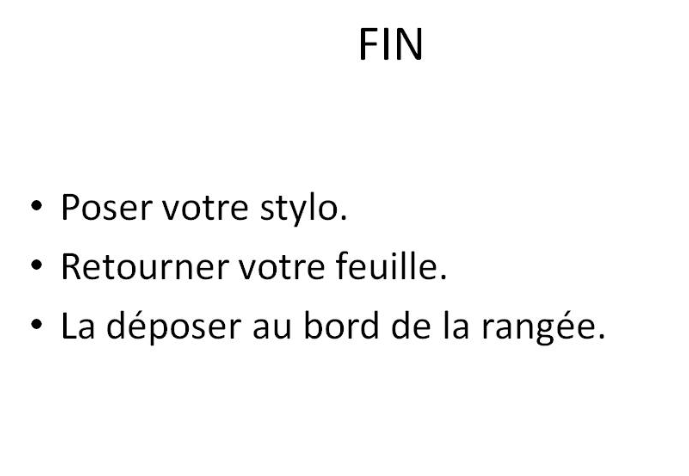 FIN
• Poser votre stylo.
• Retourner votre feuille.
• La déposer au bord de la rangée.